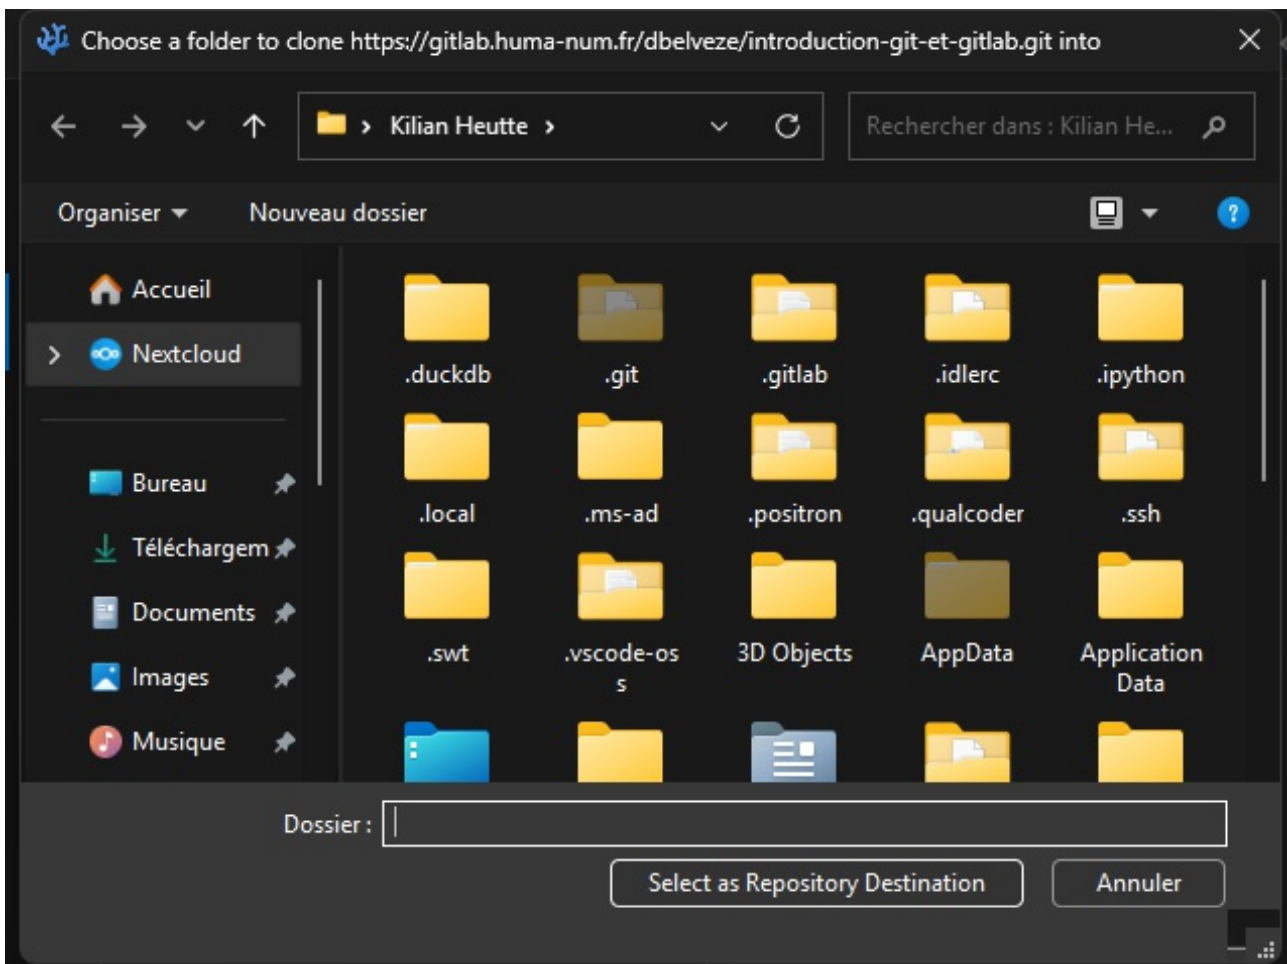 Choose a folder to clone https://gitlab.huma-num.fr/dbelveze/introduction-git-et-gitlab.git into
Kilian Heutte
Rechercher dans : Kilian He...
Organiser
Nouveau dossier
?
Accueil
Nextcloud
Bureau
Téléchargem
Documents
Images
Musique
.duckdb
.git
.gitlab
.idlerc
.ipython
.local
.ms-ad
.positron
.qualcoder
.ssh
.swt
.vscode-os
s
3D Objects
AppData
Application
Data
Dossier :
Select as Repository Destination
Annuler